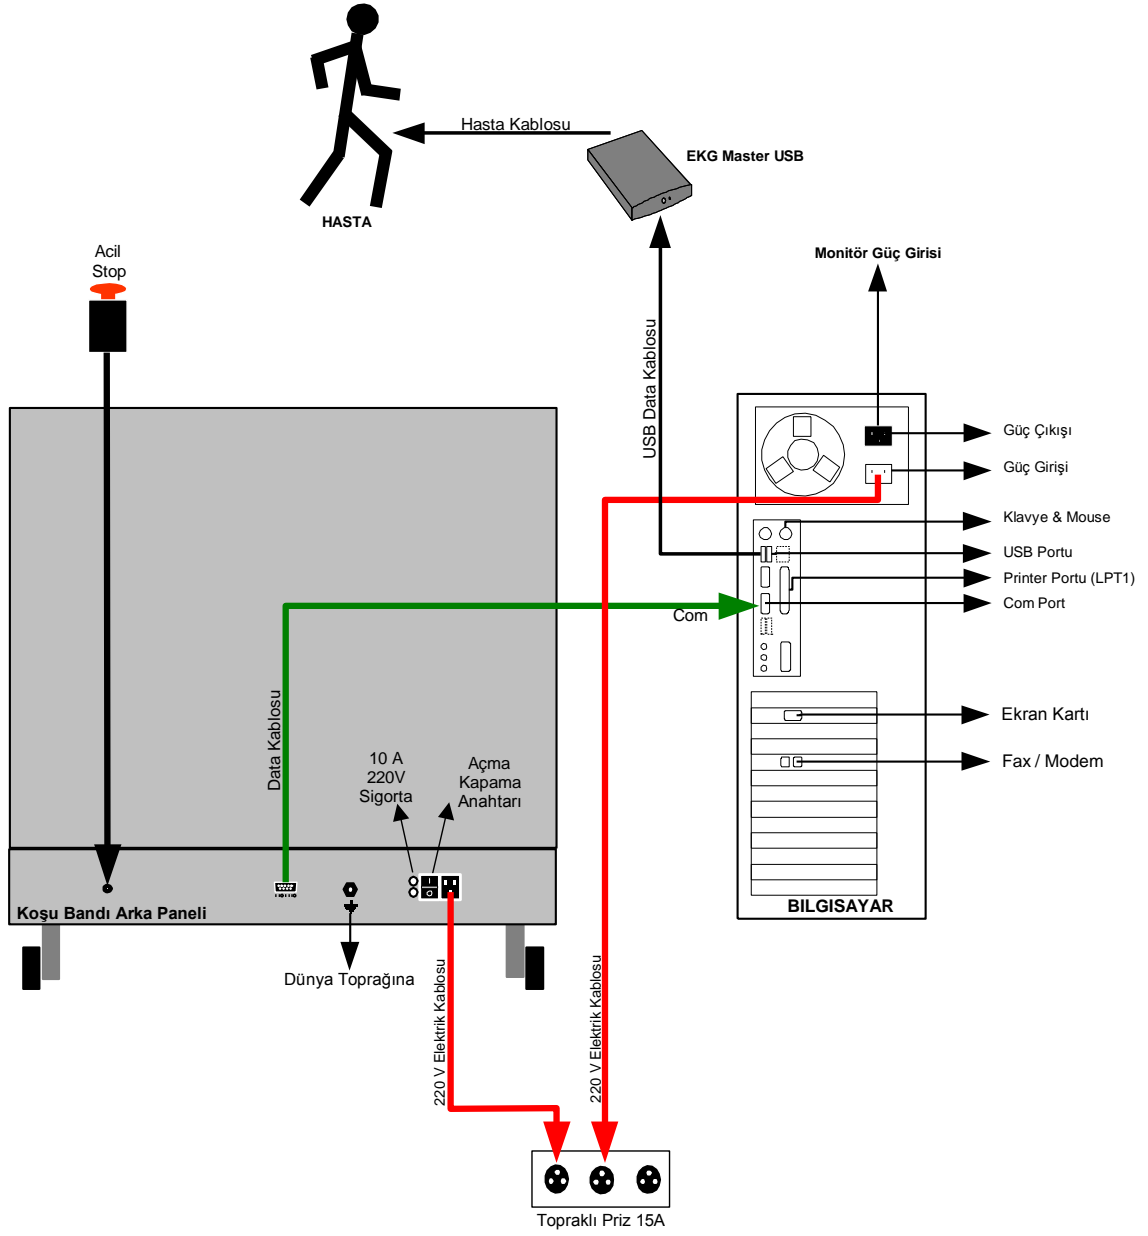 Hasta Kablosu
EKG Master USB
HASTA
Acil
Stop
Monitör Güç Girisi
USB Data Kablosu
Güç Çıkışı
Güç Girişi
Klavye & Mouse
USB Portu
Printer Portu (LPT1)
Com Port
Com
Data Kablosu
Ekran Kartı
Fax / Modem
10 A
220V
Sigorta
Açma
Kapama
Anahtarı
Koşu Bandı Arka Paneli
BILGISAYAR
Dünya Toprağına
220 V Elektrik Kablosu
220 V Elektrik Kablosu
Topraklı Priz 15A